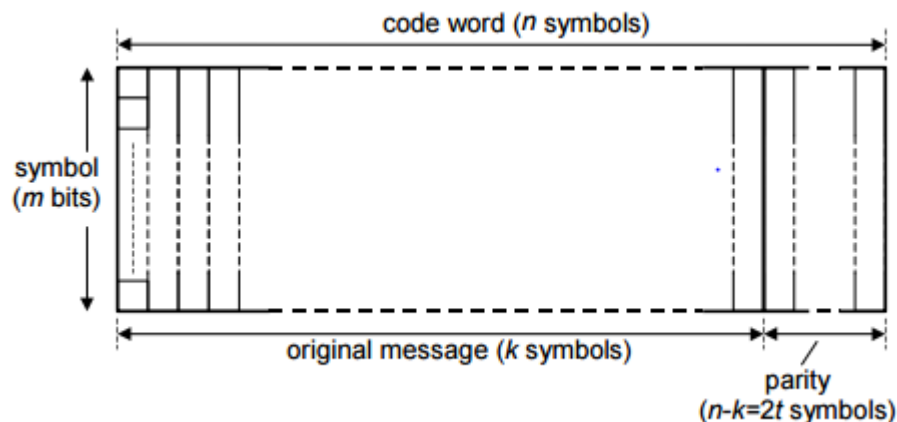 code word (n symbols)
symbol
(m bits)
original message (k symbols)
parity
(n-k=2t symbols)